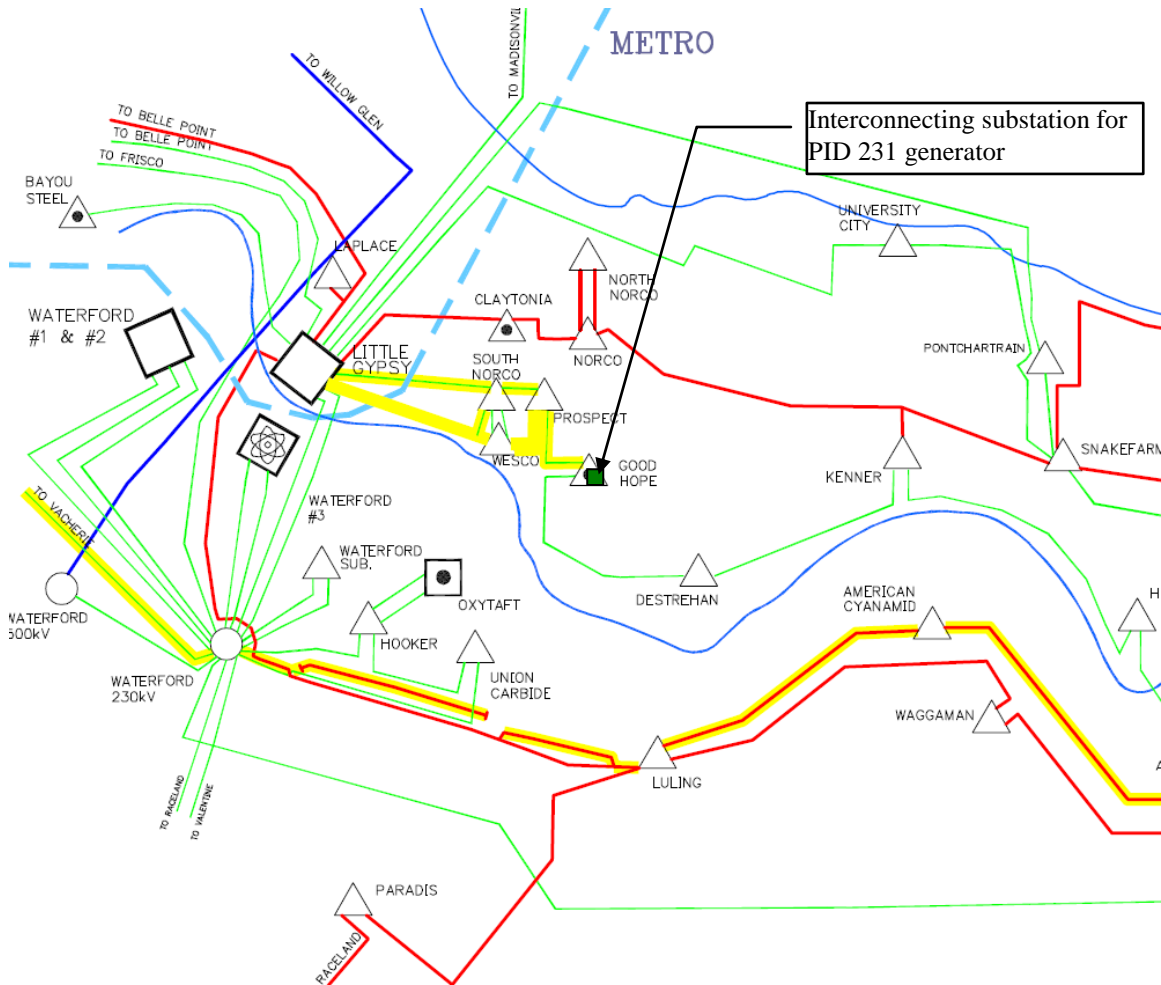 METRO
TO MADISONVIL
TO WILLOW GLEN
Interconnecting substation for
PID 231 generator
TO BELLE POINT
TO BELLE POINT
TO FRISCO
BAYOU
STEEL
LAPLACE
UNIVERSITY
CITY
NORTH
NORCO
CLAYTONIA
WATERFORD
#1 & #2
LITTLE
GYPSY
SOUTH
NORCO
NORCO
PONTCHARTRAIN
PROSPECT
WESCO
GOOD
HOPE
KENNER
SNAKEFARM
TO VACHERIE
WATERFORD
#3
WATERFORD
SUB.
OXYTAFT
DESTREHAN
AMERICAN
CYANAMID
H
WATERFORD
500kV
HOOKER
UNION
CARBIDE
WATERFORD
230kV
WAGGAMAN
LULING
A
TO RACELAND
TO VALENTINE
PARADIS
RACELAND